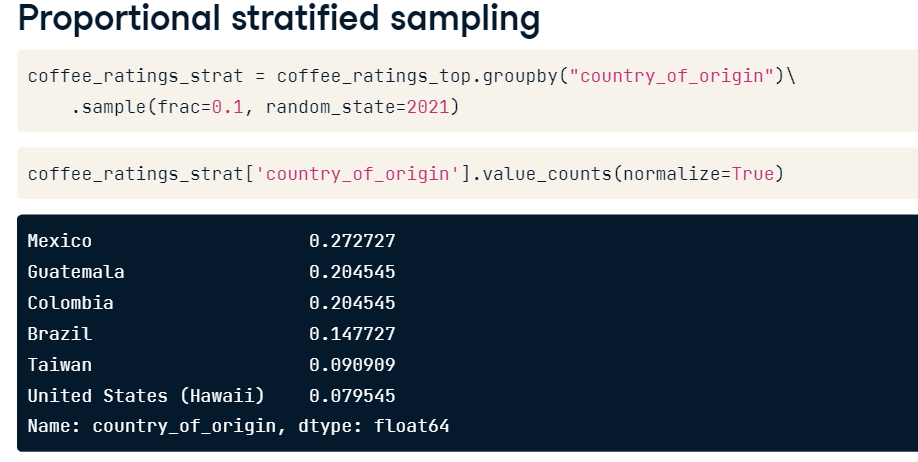 Proportional stratified sampling
coffee_ratings_strat = coffee_ratings_top.groupby("country_of_origin")\
    .sample(frac=0.1, random_state=2021)
coffee_ratings_strat['country_of_origin'].value_counts(normalize=True)
Mexico                    0.272727
Guatemala                 0.204545
Colombia                  0.204545
Brazil                    0.147727
Taiwan                    0.090909
United States (Hawaii)    0.079545
Name: country_of_origin, dtype: float64